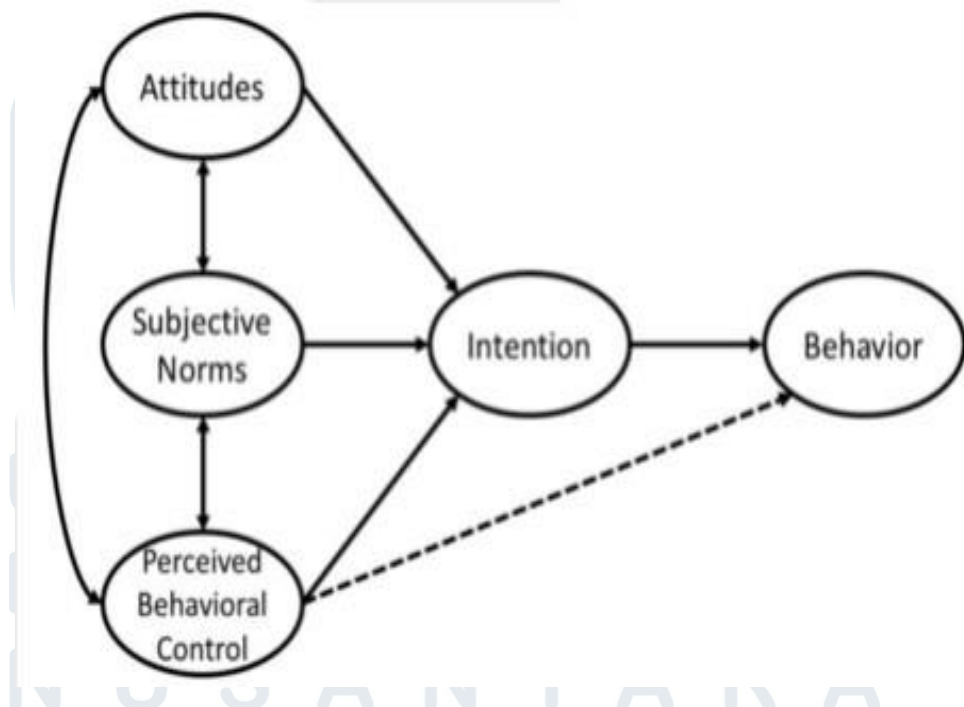 Attitudes
Subjective
Norms
Intention
Behavior
Perceived
Behavioral
Control
N U S A N T A R A